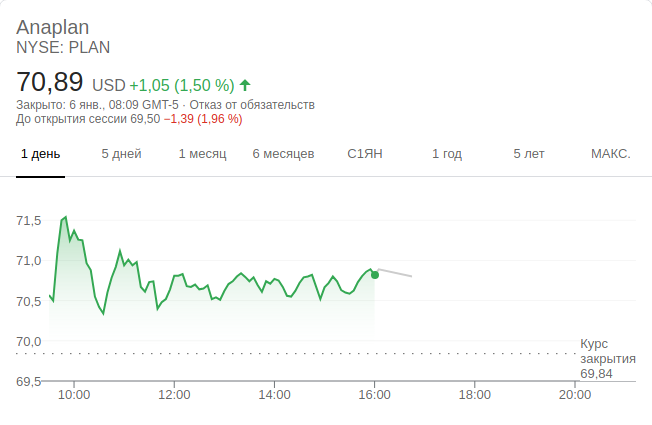 Anaplan
NYSE: PLAN
70,89 USD +1,05 (1,50 %)
Закрыто: 6 янв., 08:09 GMT-5 · Отказ от обязательств
До открытия сессии 69,50 −1,39 (1,96 %)
1 день 5 дней 1 месяц 6 месяцев С1ЯН 1 год 5 лет МАКС.
71,5
71,0
70,5
70,0
Курс
закрытия
69,84
69,5
10:00 12:00 14:00 16:00 18:00 20:00